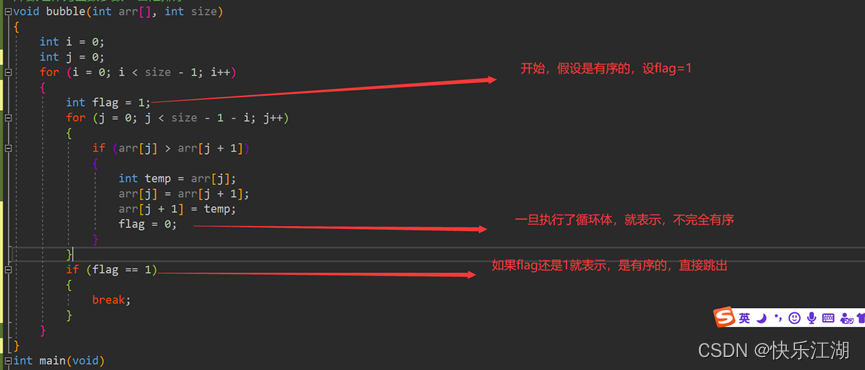 void bubble(int arr[], int size)
{
int i = 0;
int j = 0;
for (i = 0; i < size - 1; i++)
开始，假设是有序的，设flag=1
{
int flag = 1;
for (j = 0; j < size - 1 - i; j++)
{
if (arr[j] > arr[j + 1])
{
int temp = arr[j];
arr[j] = arr[j + 1];
arr[j + 1] = temp;
flag = 0;
一旦执行了循环体，就表示，不完全有序
}
}
if (flag == 1)
如果flag还是1就表示，是有序的，直接跳出
{
break;
}
}
}
int main(void)
英
CSDN @快乐江湖